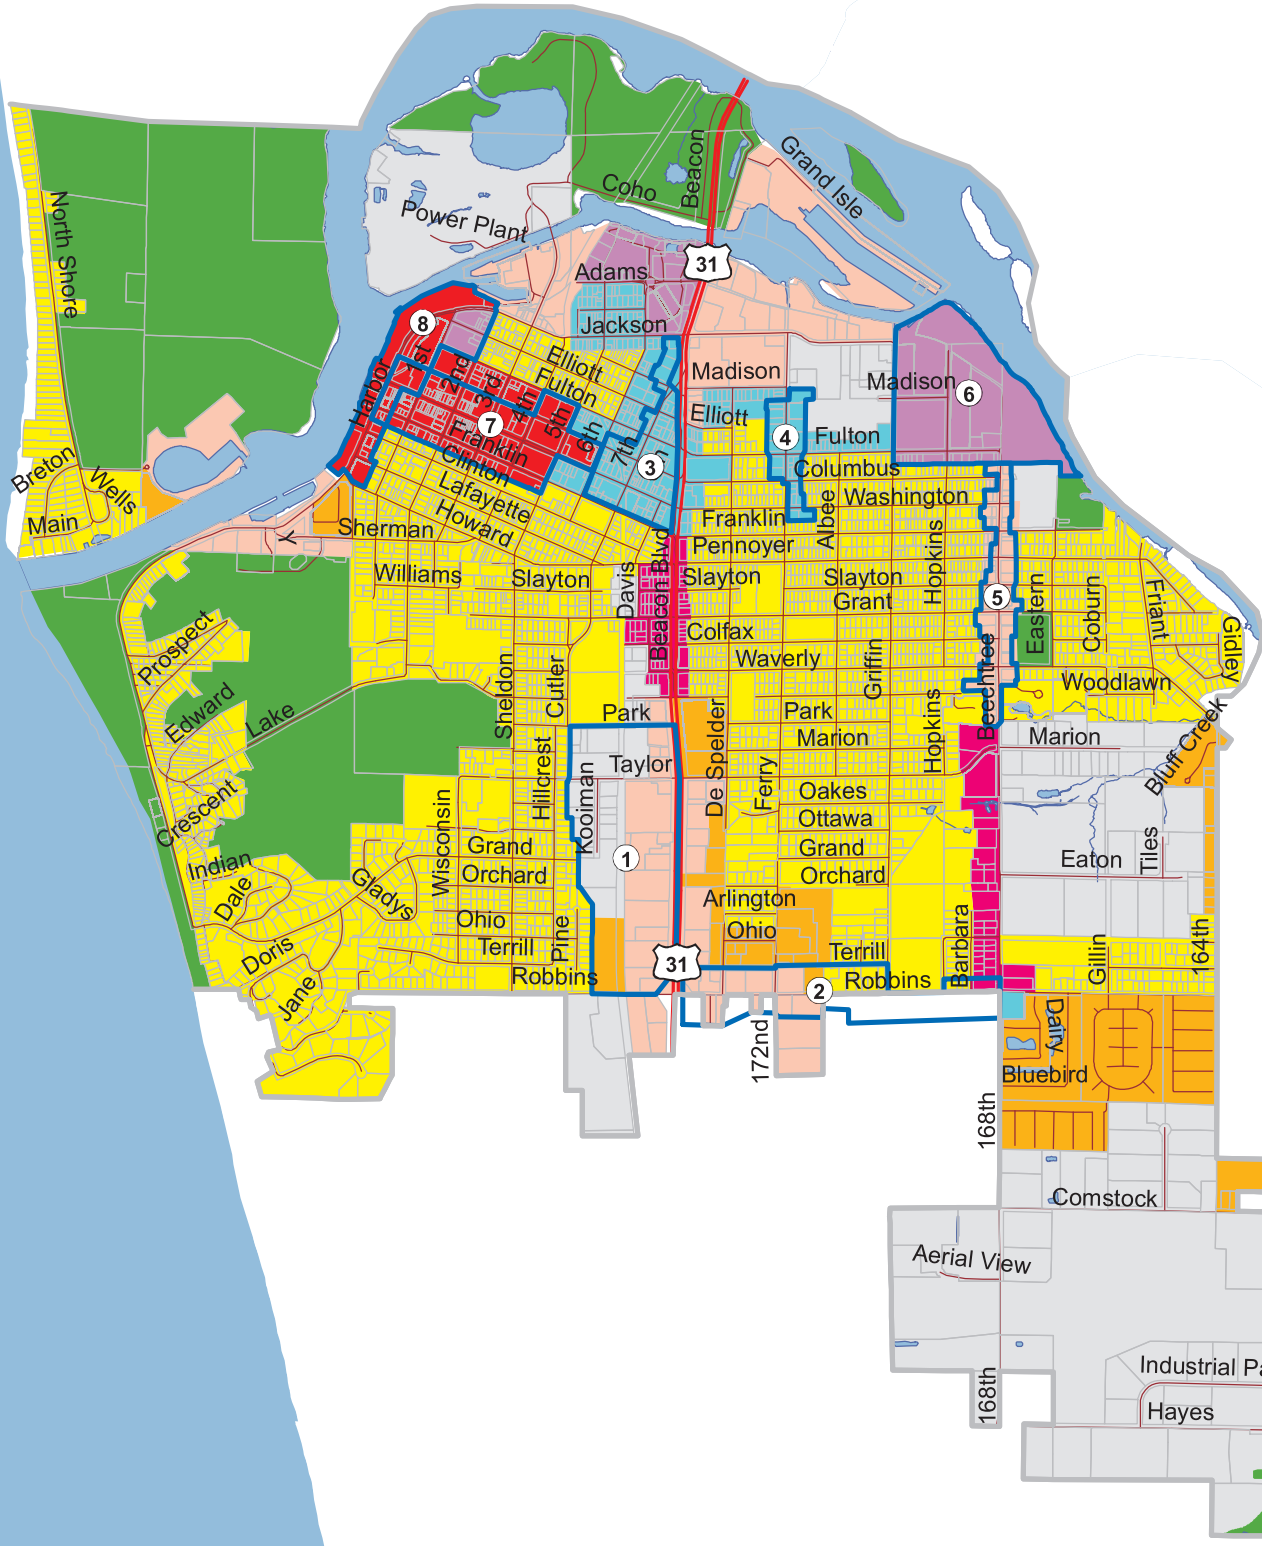 Beacon
Grand Isle
Coho
North Shore
Power Plant
31
Adams
Jackson
8
1st
2nd
3rd
4th
5th
6th
7th
Harbor
Elliott
Fulton
Madison
Madison
6
Elliott
7
Franklin
Clinton
3
4
Fulton
Columbus
Washington
Albee
Breton
Wells
Main
Lafayette
Howard
Sherman
Franklin
Pennoyer
Hopkins
Williams
Slayton
Davis
Beacon Blvd
Slayton
Slayton
Grant
5
Eastern
Coburn
Friant
Gidley
Prospect
Colfax
Waverly
Griffin
Beechtree
Woodlawn
Edward
Lake
Sheldon
Cutler
Park
De Spelder
Park
Marion
Hopkins
Marion
Bluff Creek
Taylor
Hillcrest
Kooiman
Ferry
Oakes
Ottawa
Crescent
Wisconsin
Grand
Orchard
1
Grand
Orchard
Eaton
Tiles
Indian
Dale
Gladys
Arlington
Ohio
Ohio
Terrill
Pine
Terrill
Barbara
Gillin
164th
Doris
Jane
Robbins
31
Robbins
2
172nd
Dairy
Bluebird
168th
Comstock
Aerial View
168th
Industrial Pa
Hayes